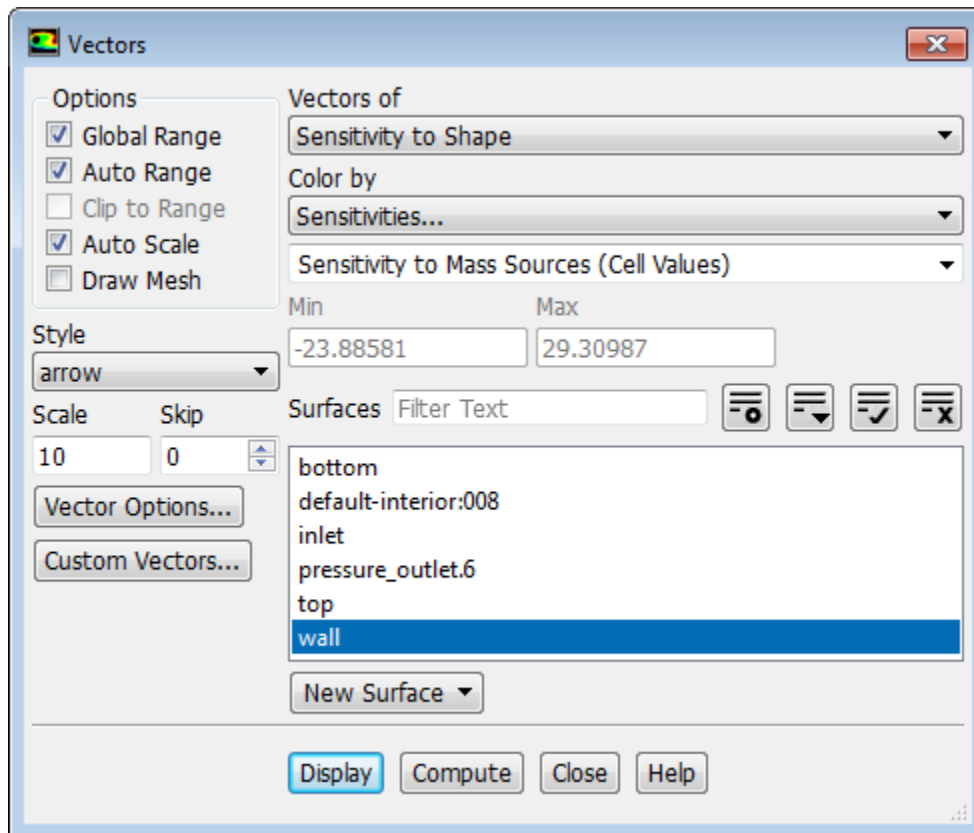 Vectors
Options
Global Range
Auto Range
Clip to Range
Auto Scale
Draw Mesh
Style
arrow
Scale Skip
10 0
Vector Options...
Custom Vectors...
Vectors of
Sensitivity to Shape
Color by
Sensitivities...
Sensitivity to Mass Sources (Cell Values)
Min Max
-23.88581 29.30987
Surfaces Filter Text
bottom
default-interior:008
inlet
pressure_outlet.6
top
wall
New Surface
Display Compute Close Help